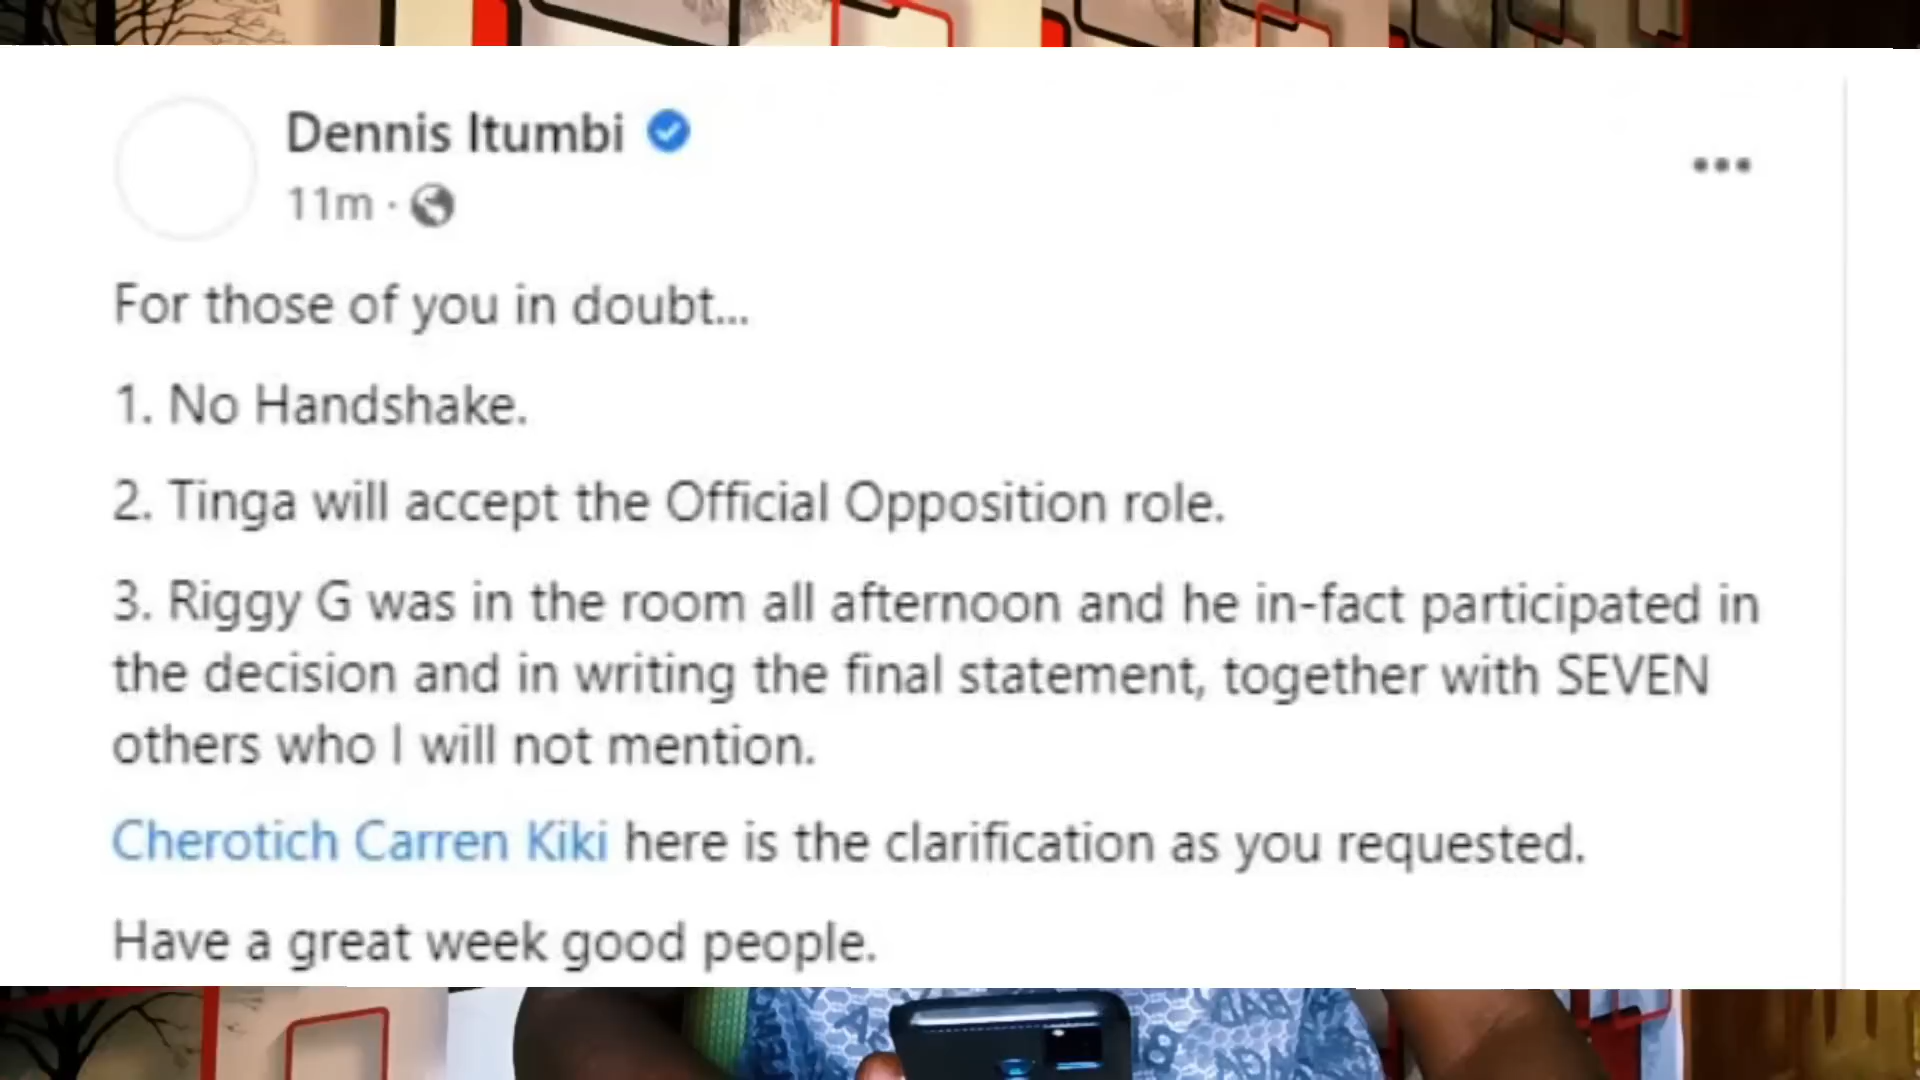 Dennis Itumbi
11m ·
For those of you in doubt...
1. No Handshake.
2. Tinga will accept the Official Opposition role.
3. Riggy G was in the room all afternoon and he in-fact participated in
the decision and in writing the final statement, together with SEVEN
others who I will not mention.
Cherotich Carren Kiki here is the clarification as you requested.
Have a great week good people.